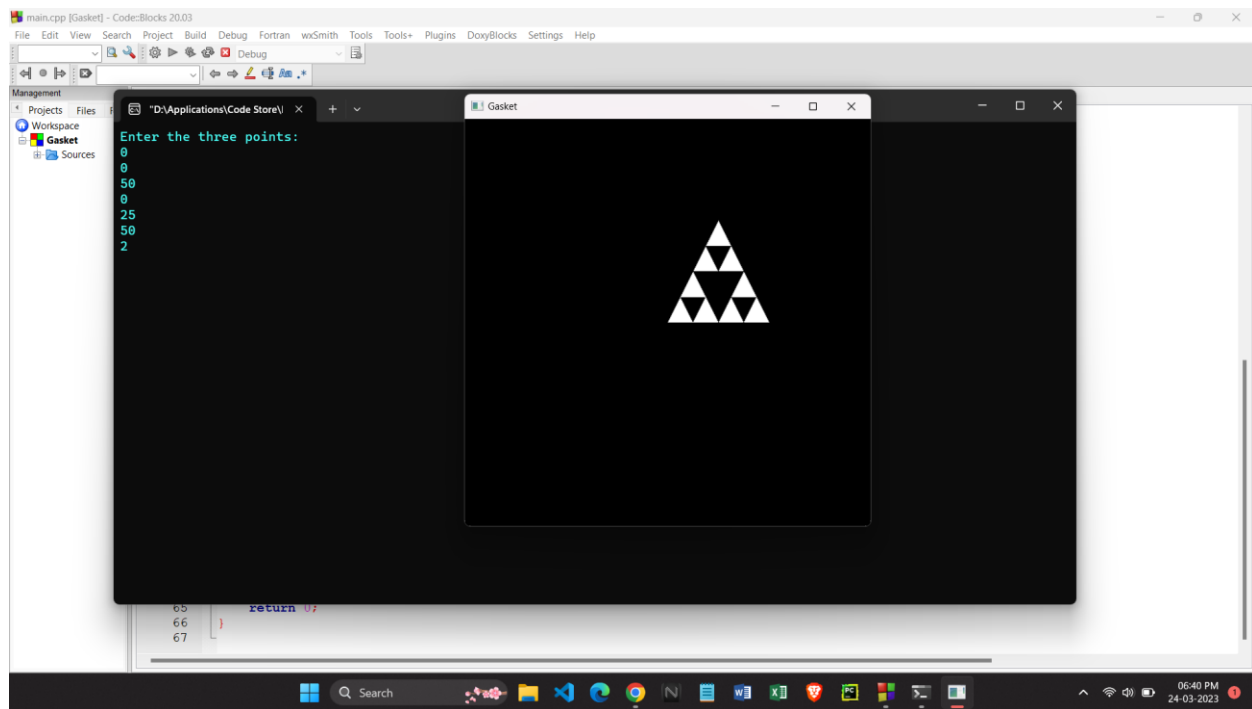 main.cpp [Gasket] - Code::Blocks 20.03
File Edit View Search Project Build Debug Fortran wxSmith Tools Tools+ Plugins DoxyBlocks Settings Help
Debug
Management
Projects Files
Workspace
Gasket
Sources
"D:\Applications\Code Store\
Gasket
Enter the three points:
0
0
50
0
25
50
2
65 return 0;
66 }
67
Search
06:40 PM
24-03-2023
1